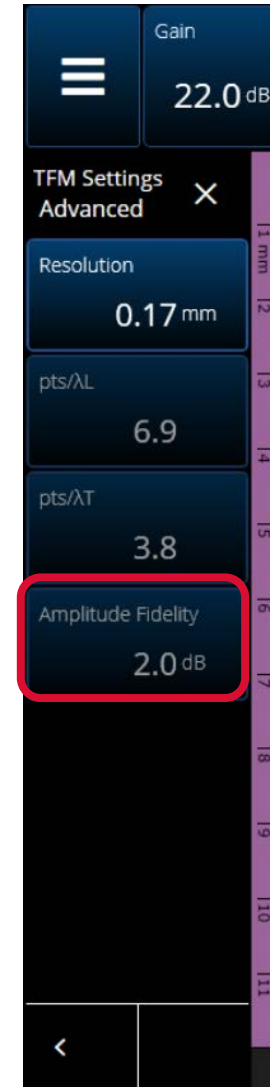 Gain
22.0 dB
TFM Settings
Advanced
Resolution
0.17 mm
pts/λL
6.9
pts/λT
3.8
Amplitude Fidelity
2.0 dB
1 mm
2
3
4
5
6
7
8
9
10
11